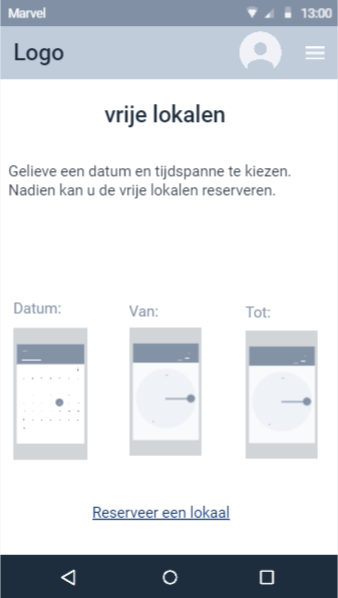 Marvel
13:00
Logo
vrije lokalen
Gelieve een datum en tijdspanne te kiezen.
Nadien kan u de vrije lokalen reserveren.
Datum:
Van:
Tot:
Reserveer een lokaal